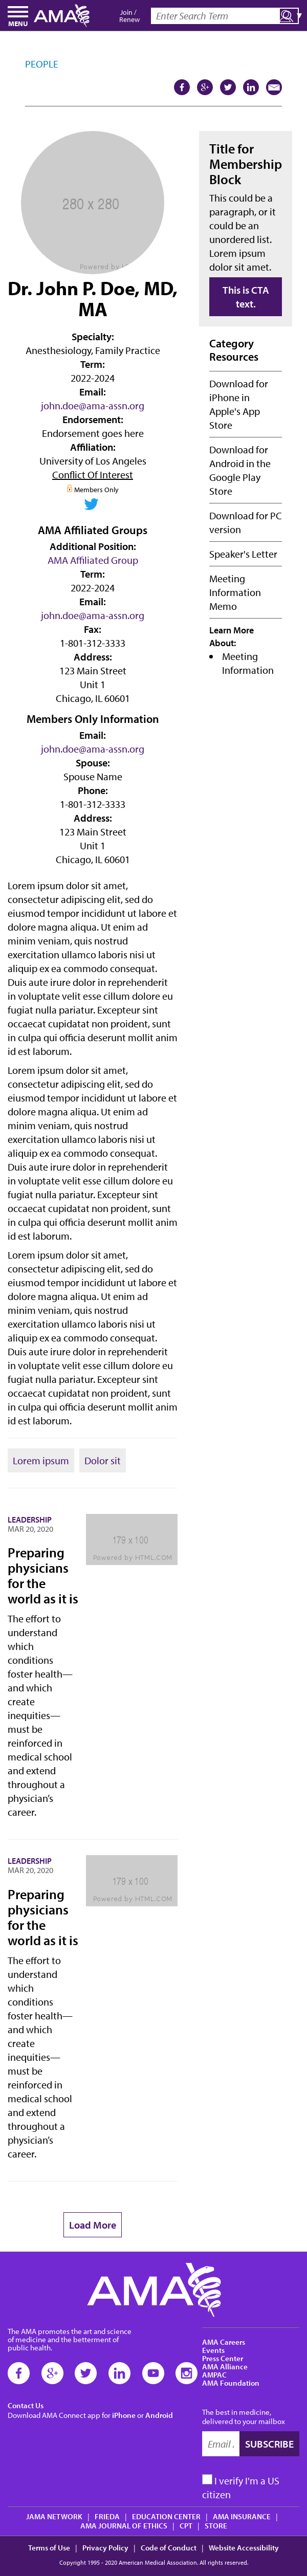 MENU
AMA
Join /
Renew
Enter Search Term
PEOPLE
280 x 280
Powered by
Dr. John P. Doe, MD,
MA
Specialty:
Anesthesiology, Family Practice
Term:
2022-2024
Email:
john.doe@ama-assn.org
Endorsement:
Endorsement goes here
Affiliation:
University of Los Angeles
Conflict Of Interest
Members Only
AMA Affiliated Groups
Additional Position:
AMA Affiliated Group
Term:
2022-2024
Email:
john.doe@ama-assn.org
Fax:
1-801-312-3333
Address:
123 Main Street
Unit 1
Chicago, IL 60601
Members Only Information
Email:
john.doe@ama-assn.org
Spouse:
Spouse Name
Phone:
1-801-312-3333
Address:
123 Main Street
Unit 1
Chicago, IL 60601
Lorem ipsum dolor sit amet,
consectetur adipiscing elit, sed do
eiusmod tempor incididunt ut labore et
dolore magna aliqua. Ut enim ad
minim veniam, quis nostrud
exercitation ullamco laboris nisi ut
aliquip ex ea commodo consequat.
Duis aute irure dolor in reprehenderit
in voluptate velit esse cillum dolore eu
fugiat nulla pariatur. Excepteur sint
occaecat cupidatat non proident, sunt
in culpa qui officia deserunt mollit anim
id est laborum.
Lorem ipsum dolor sit amet,
consectetur adipiscing elit, sed do
eiusmod tempor incididunt ut labore et
dolore magna aliqua. Ut enim ad
minim veniam, quis nostrud
exercitation ullamco laboris nisi ut
aliquip ex ea commodo consequat.
Duis aute irure dolor in reprehenderit
in voluptate velit esse cillum dolore eu
fugiat nulla pariatur. Excepteur sint
occaecat cupidatat non proident, sunt
in culpa qui officia deserunt mollit anim
id est laborum.
Lorem ipsum dolor sit amet,
consectetur adipiscing elit, sed do
eiusmod tempor incididunt ut labore et
dolore magna aliqua. Ut enim ad
minim veniam, quis nostrud
exercitation ullamco laboris nisi ut
aliquip ex ea commodo consequat.
Duis aute irure dolor in reprehenderit
in voluptate velit esse cillum dolore eu
fugiat nulla pariatur. Excepteur sint
occaecat cupidatat non proident, sunt
in culpa qui officia deserunt mollit anim
id est laborum.
Lorem ipsum
Dolor sit
LEADERSHIP
MAR 20, 2020
Preparing
physicians
for the
world as it is
The effort to
understand
which
conditions
foster health—
and which
create
inequities—
must be
reinforced in
medical school
and extend
throughout a
physician's
career.
179 x 100
Powered by HTML.COM
LEADERSHIP
MAR 20, 2020
Preparing
physicians
for the
world as it is
The effort to
understand
which
conditions
foster health—
and which
create
inequities—
must be
reinforced in
medical school
and extend
throughout a
physician's
career.
179 x 100
Powered by HTML.COM
Load More
Title for
Membership
Block
This could be a
paragraph, or it
could be an
unordered list.
Lorem ipsum
dolor sit amet.
This is CTA
text.
Category
Resources
Download for
iPhone in
Apple's App
Store
Download for
Android in the
Google Play
Store
Download for PC
version
Speaker's Letter
Meeting
Information
Memo
Learn More
About:
• Meeting
Information
AMA
The AMA promotes the art and science
of medicine and the betterment of
public health.
Contact Us
Download AMA Connect app for iPhone or Android
AMA Careers
Events
Press Center
AMA Alliance
AMPAC
AMA Foundation
The best in medicine,
delivered to your mailbox
Email .
SUBSCRIBE
I verify I'm a US
citizen
JAMA NETWORK | FRIEDA | EDUCATION CENTER | AMA INSURANCE |
AMA JOURNAL OF ETHICS | CPT | STORE
Terms of Use | Privacy Policy | Code of Conduct | Website Accessibility
Copyright 1995 - 2020 American Medical Association. All rights reserved.